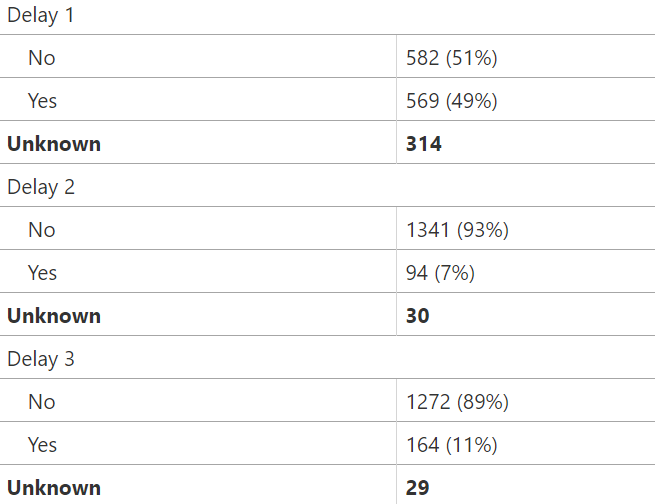 Delay 1
No 582 (51%)
Yes 569 (49%)
Unknown 314
Delay 2
No 1341 (93%)
Yes 94 (7%)
Unknown 30
Delay 3
No 1272 (89%)
Yes 164 (11%)
Unknown 29